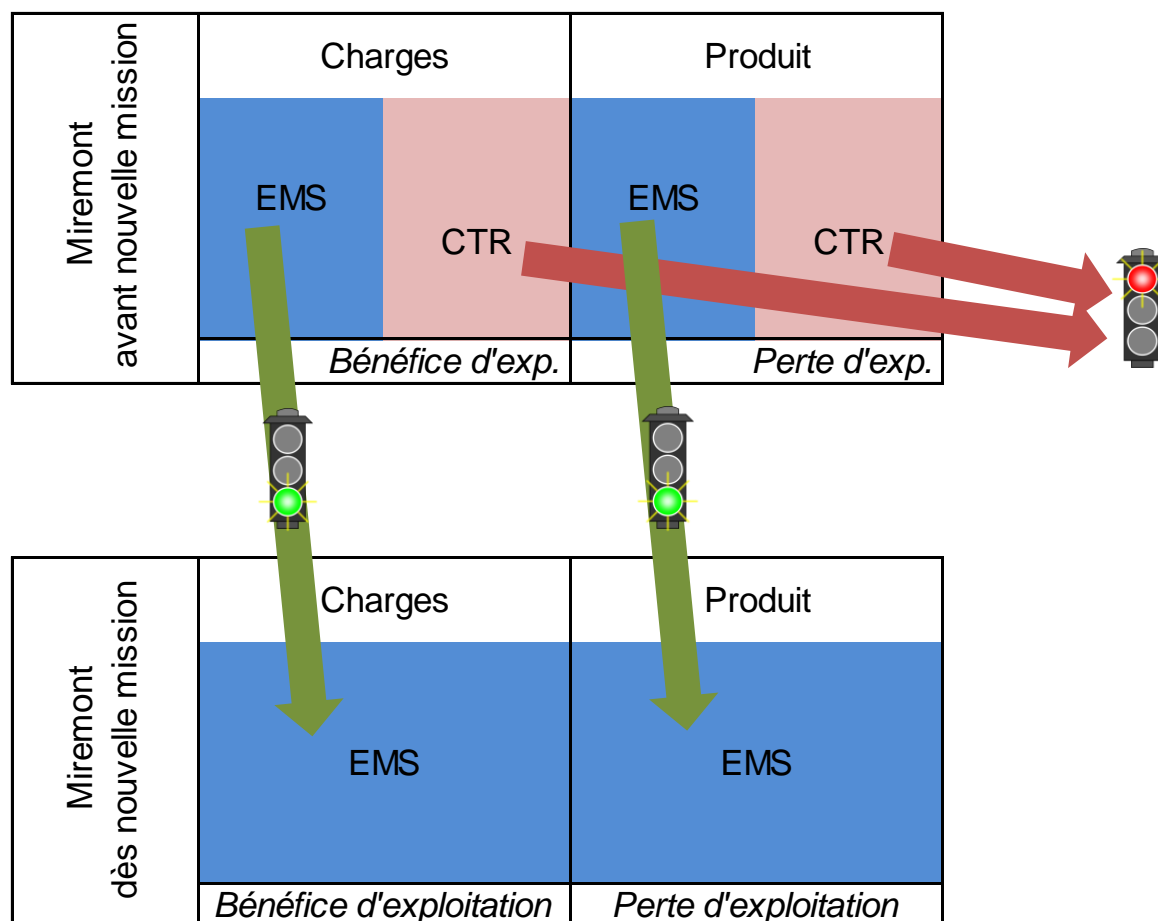 Miremont
avant nouvelle mission
Charges
Produit
EMS
CTR
EMS
CTR
Bénéfice d'exp.
Perte d'exp.
Miremont
dès nouvelle mission
Charges
Produit
EMS
EMS
Bénéfice d'exploitation
Perte d'exploitation